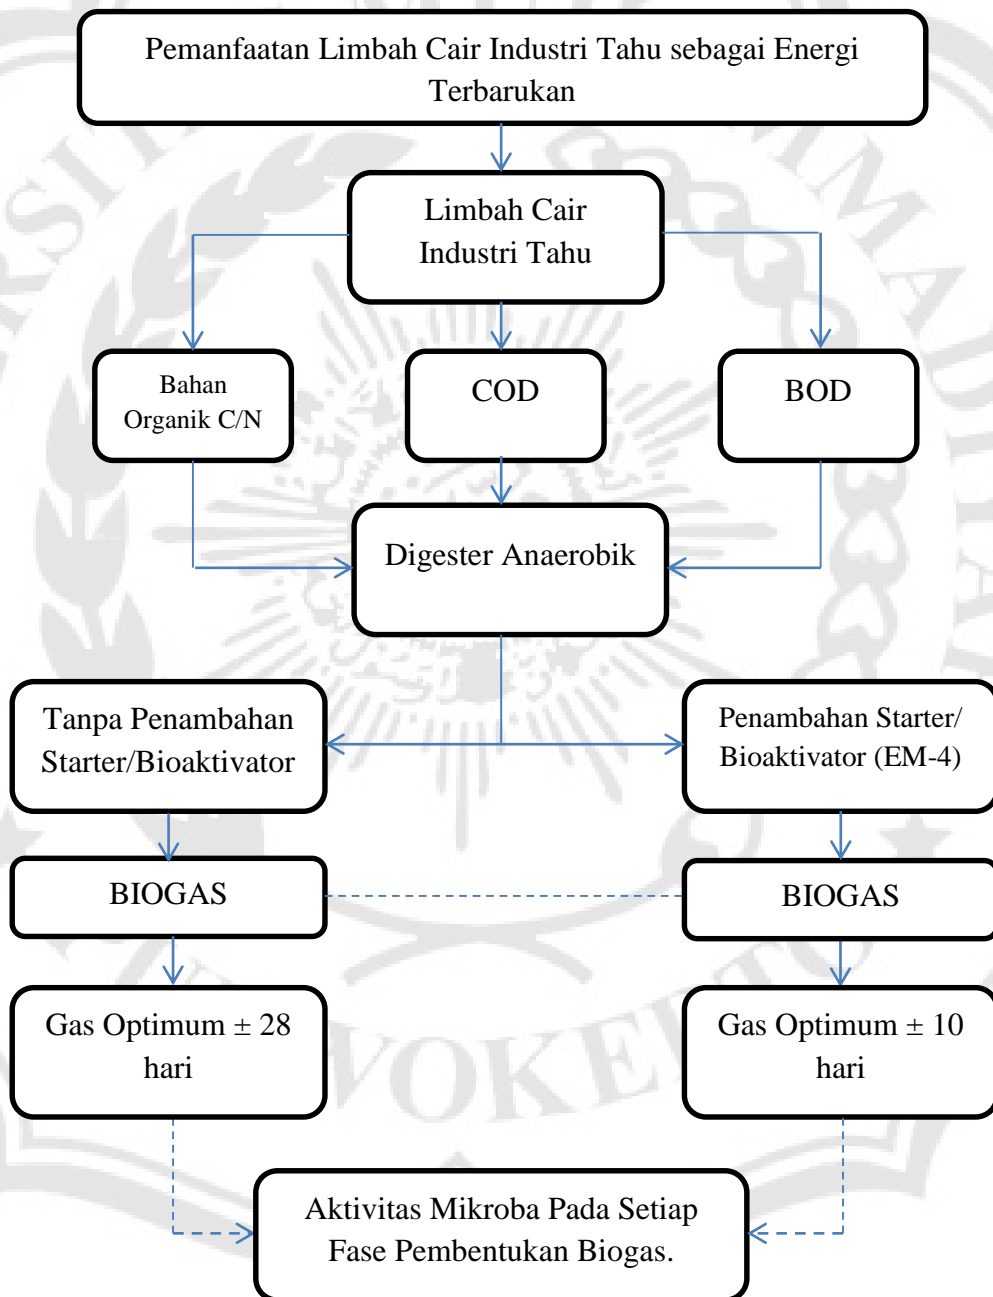 Pemanfaatan Limbah Cair Industri Tahu sebagai Energi
Terbarukan
Limbah Cair
Industri Tahu
Bahan
Organik C/N
COD
BOD
Digester Anaerobik
Tanpa Penambahan
Starter/Bioaktivator
Penambahan Starter/
Bioaktivator (EM-4)
BIOGAS
BIOGAS
Gas Optimum ± 28
hari
Gas Optimum ± 10
hari
Aktivitas Mikroba Pada Setiap
Fase Pembentukan Biogas.